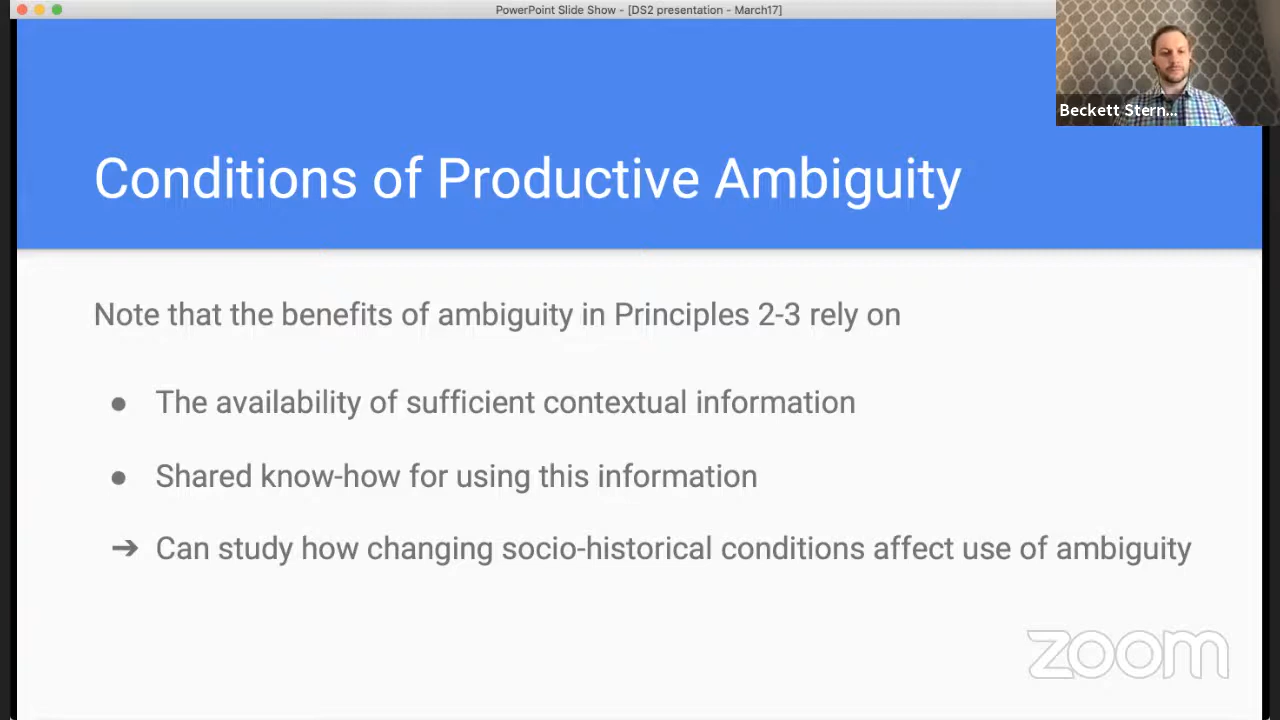 PowerPoint Slide Show - [DS2 presentation - March17]
Beckett Stern...
Conditions of Productive Ambiguity
Note that the benefits of ambiguity in Principles 2-3 rely on
● The availability of sufficient contextual information
● Shared know-how for using this information
➔ Can study how changing socio-historical conditions affect use of ambiguity
zoom